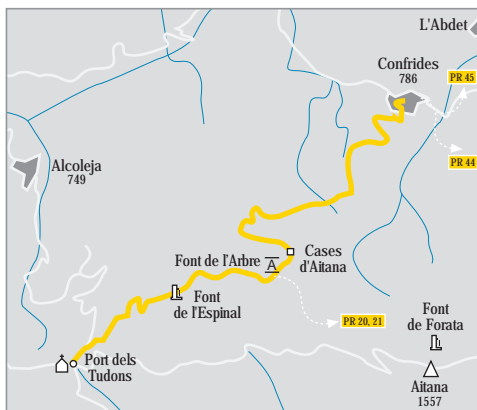 L'Abdet
Confrides
786
PR 45
PR 44
Alcoleja
749
Font de l'Arbre
A
Cases
d'Aitana
Font
de l'Espinal
PR 20, 21
Font
de Forata
Port dels
Tudons
Aitana
1557